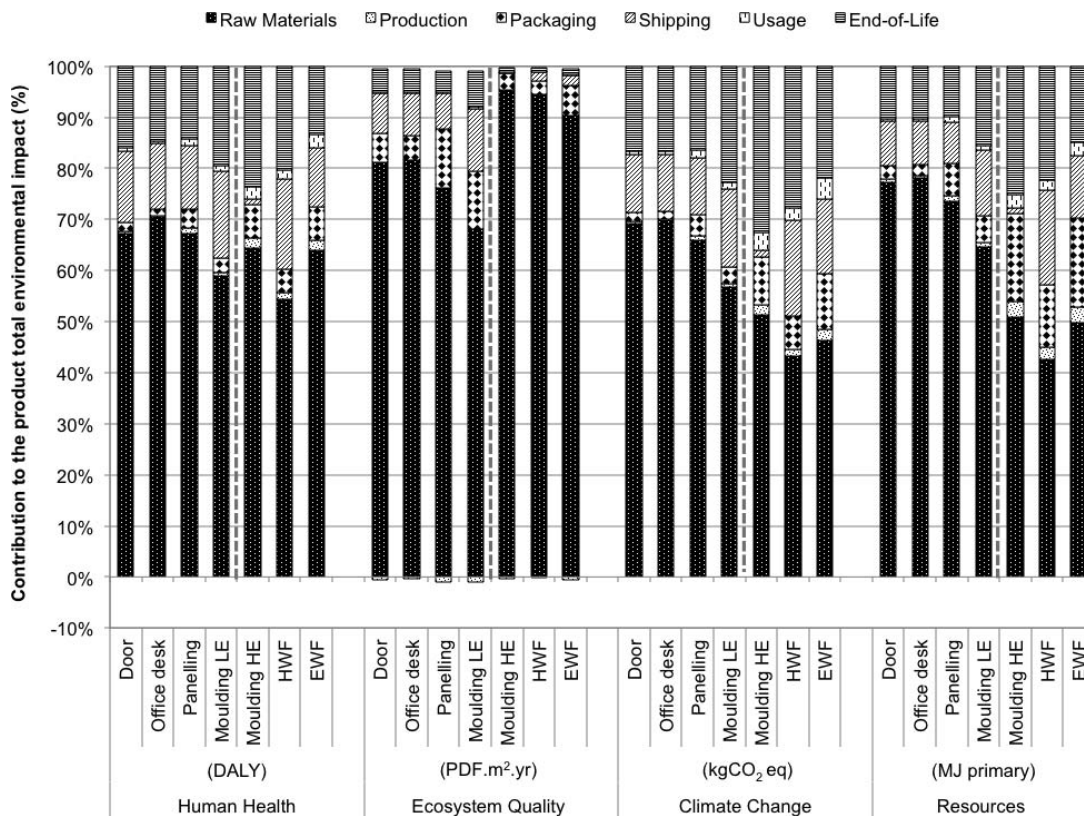 Raw Materials Production Packaging Shipping Usage End-of-Life
Contribution to the product total environmental impact (%)
100%
90%
80%
70%
60%
50%
40%
30%
20%
10%
0%
-10%
Door Office desk Panelling Moulding LE Moulding HE HWF EWF Door Office desk Panelling Moulding LE Moulding HE HWF EWF Door Office desk Panelling Moulding LE Moulding HE HWF EWF Door Office desk Panelling Moulding LE Moulding HE HWF EWF
(DALY) (PDF.m².yr) (kgCO₂ eq) (MJ primary)
Human Health Ecosystem Quality Climate Change Resources